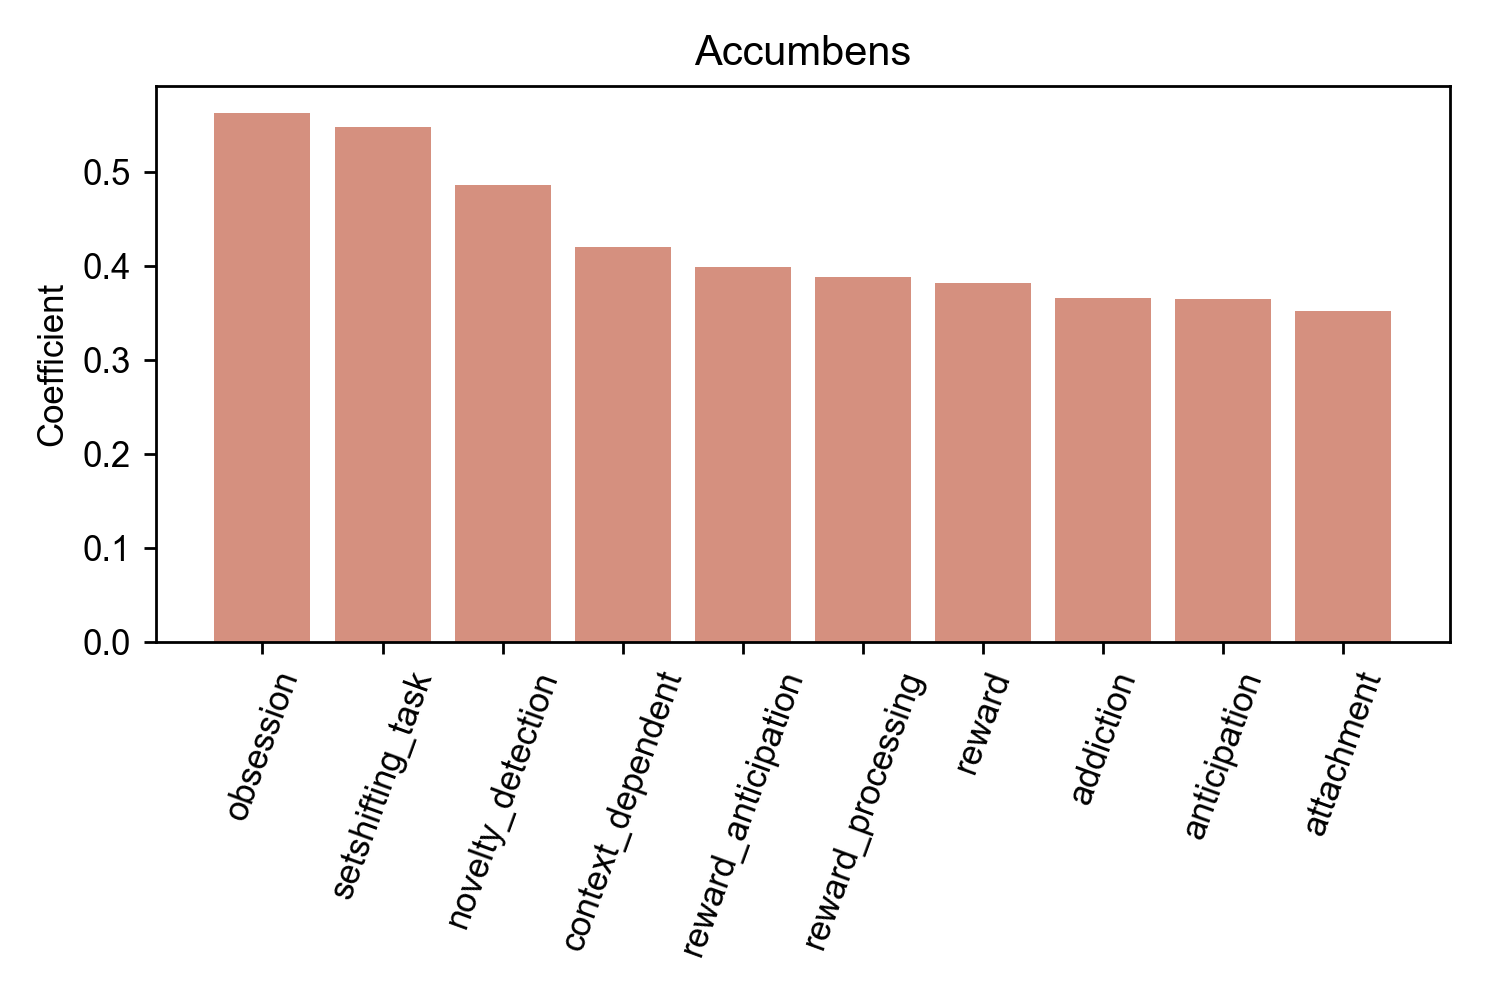 Accumbens
Coefficient
0.5
0.4
0.3
0.2
0.1
0.0
obsession
setshifting_task
novelty_detection
context_dependent
reward_anticipation
reward_processing
reward
addiction
anticipation
attachment